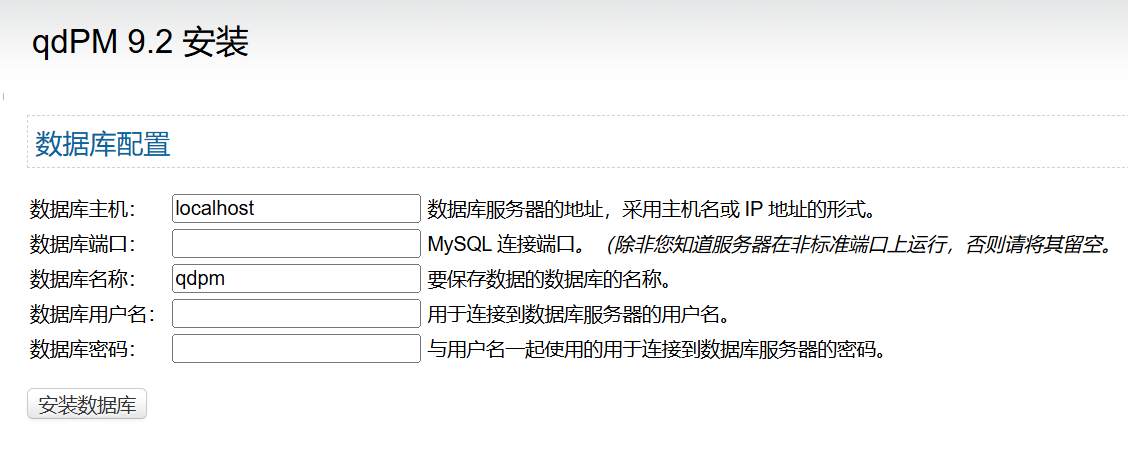 qdPM 9.2 安装
数据库配置
数据库主机： localhost 数据库服务器的地址，采用主机名或 IP 地址的形式。
数据库端口： MySQL 连接端口。（除非您知道服务器在非标准端口上运行，否则请将其留空。
数据库名称： qdpm 要保存数据的数据库的名称。
数据库用户名： 用于连接到数据库服务器的用户名。
数据库密码： 与用户名一起使用的用于连接到数据库服务器的密码。
安装数据库